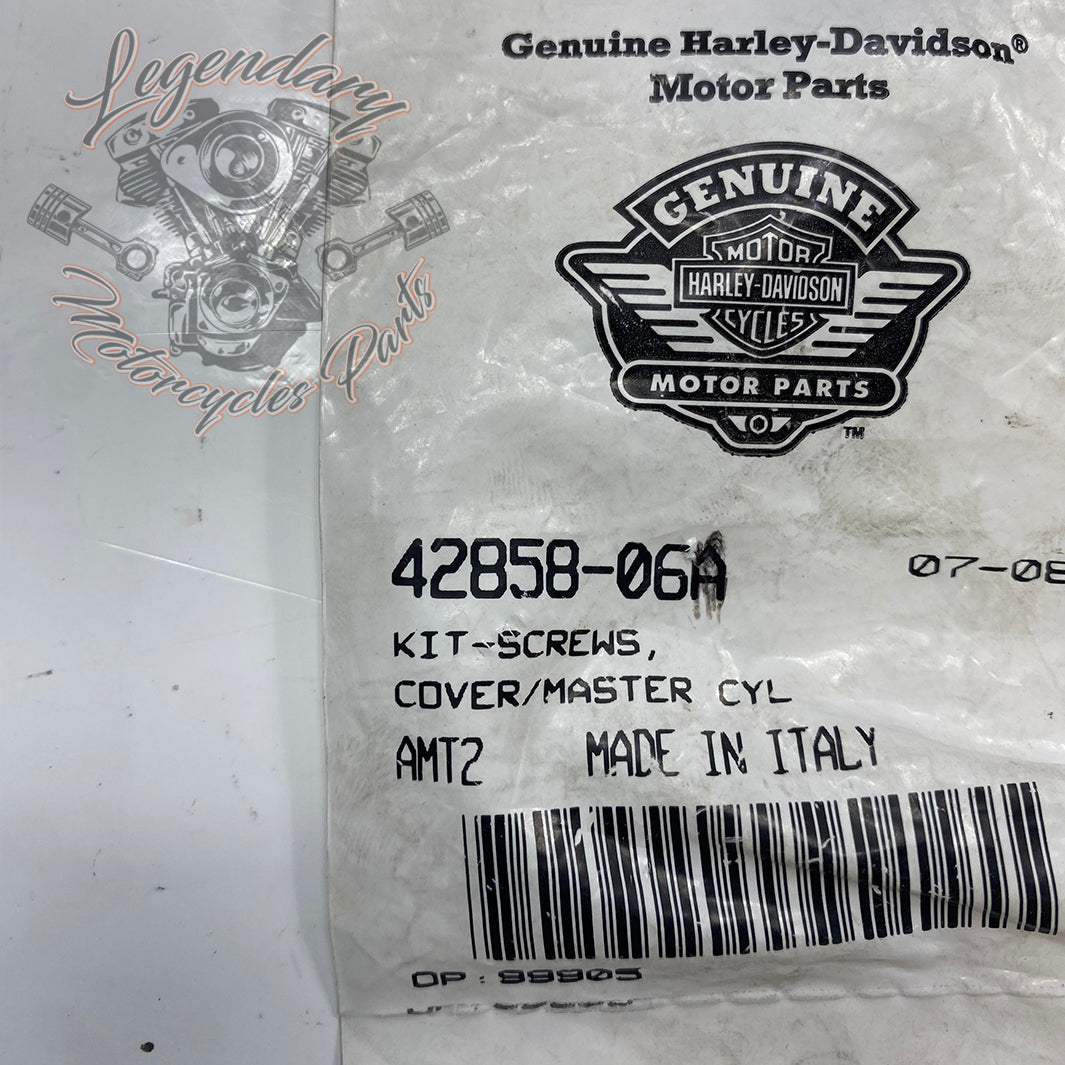 Legendary
Motorcycles Parts
Genuine Harley-Davidson®
Motor Parts
GENUINE
MOTOR
HARLEY-DAVIDSON
CYCLES
MOTOR PARTS
TM
42858-06A
07-08
KIT-SCREWS,
COVER/MASTER CYL
AMT2 MADE IN ITALY
OP: 99905